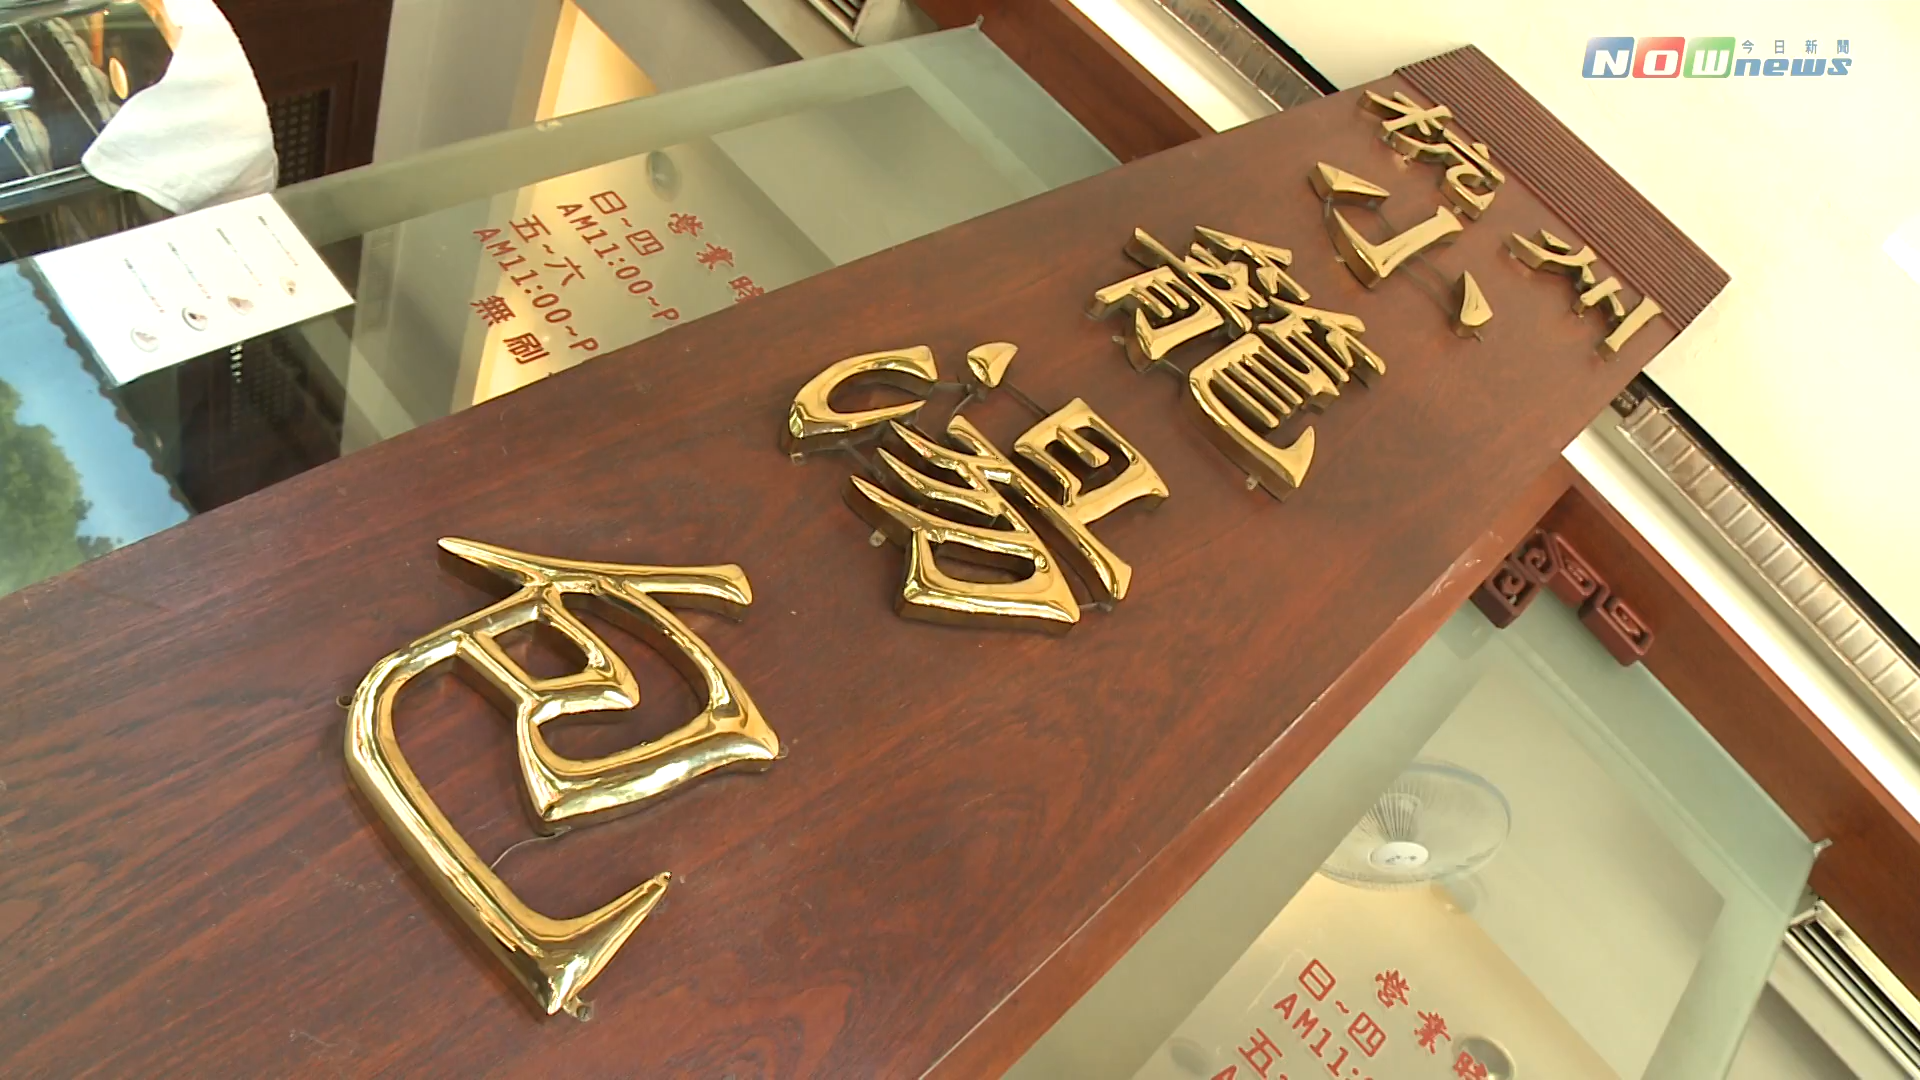 杭州
小籠湯包
營業時
日~四
AM11:00~P
五~六
AM11:00~P
無刷
營業時
日~四
AM11:
五
NOWnews
今日新聞